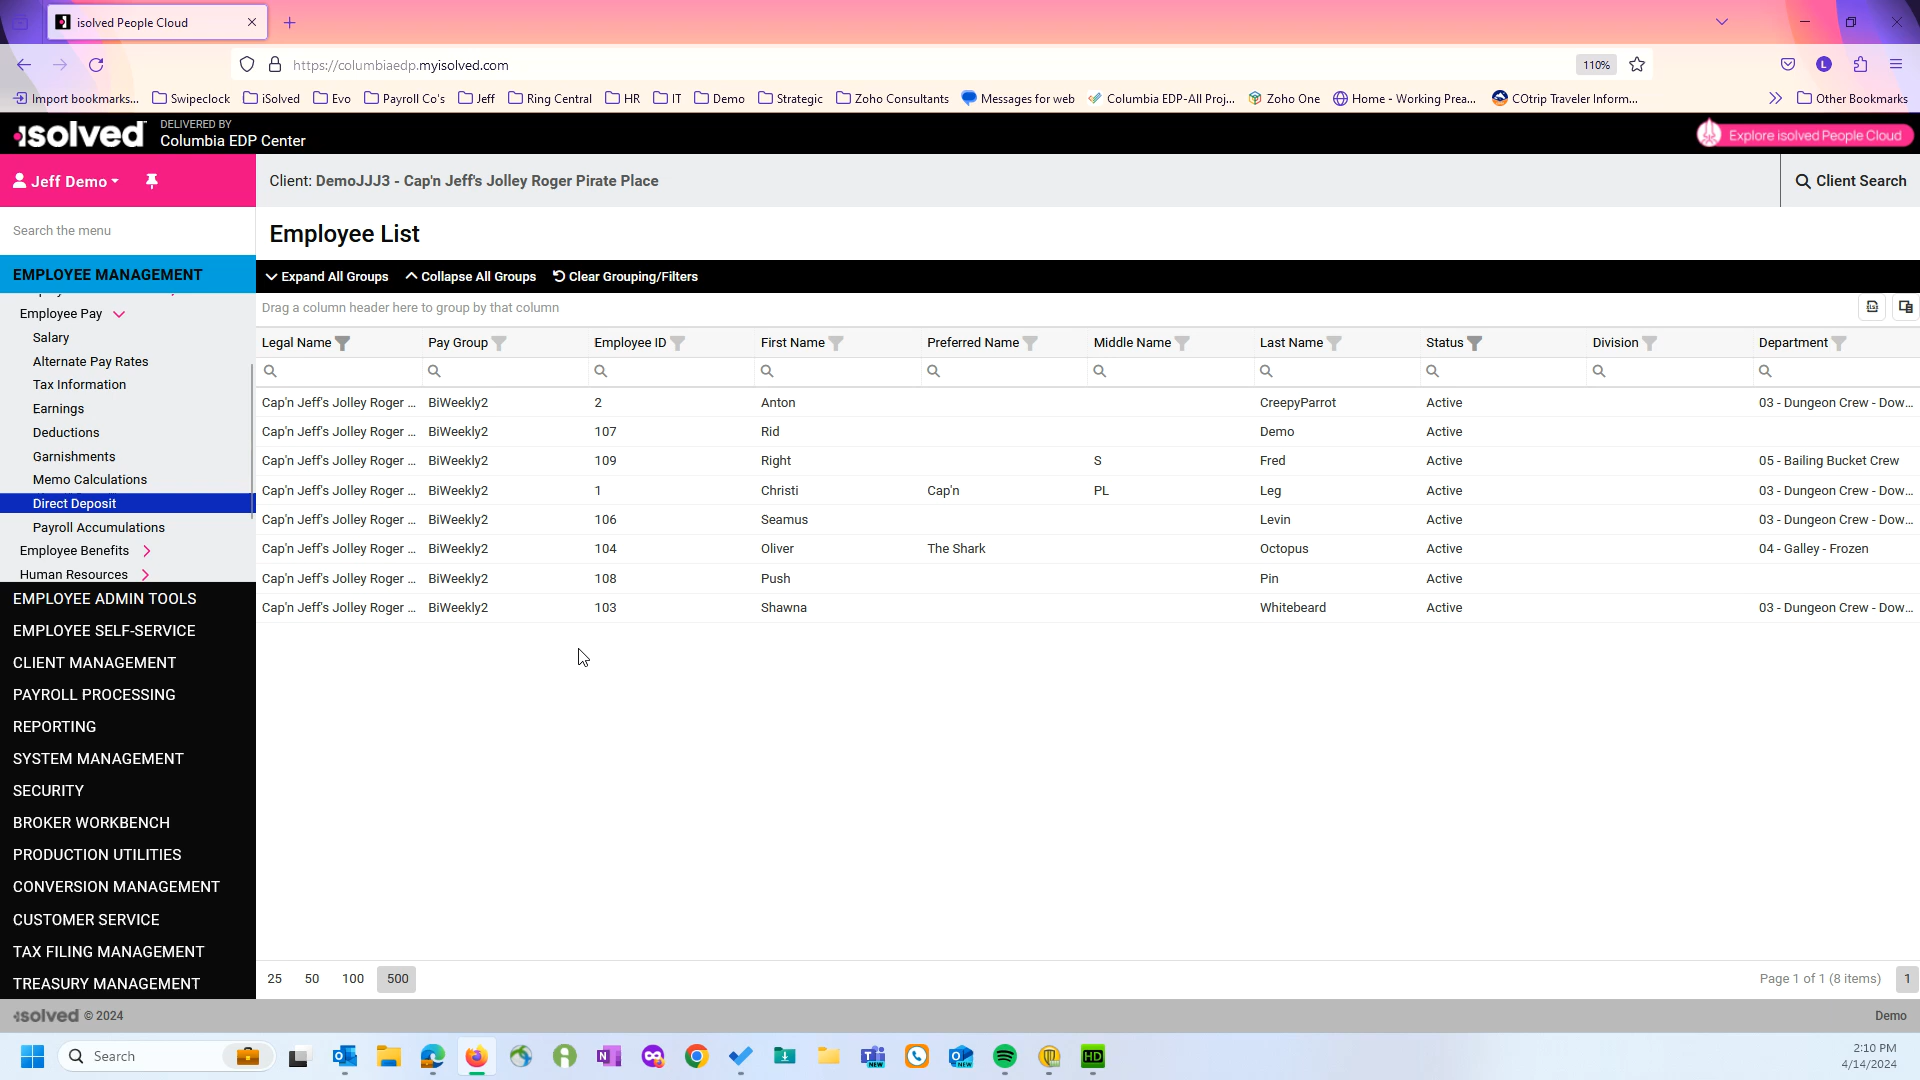 isolved People Cloud
https://columbiaedp.myisolved.com
110%
L
Import bookmarks...
Swipeclock
iSolved
Evo
Payroll Co's
Jeff
Ring Central
HR
IT
Demo
Strategic
Zoho Consultants
Messages for web
Columbia EDP-All Proj...
Zoho One
Home - Working Prea...
COtrip Traveler Inform...
Other Bookmarks
isolved
DELIVERED BY
Columbia EDP Center
Explore isolved People Cloud
Jeff Demo
Client: DemoJJJ3 - Cap'n Jeff's Jolley Roger Pirate Place
Client Search
Search the menu
Employee List
EMPLOYEE MANAGEMENT
Expand All Groups Collapse All Groups Clear Grouping/Filters
Drag a column header here to group by that column
Employee Pay
Salary
Alternate Pay Rates
Tax Information
Earnings
Deductions
Garnishments
Memo Calculations
Direct Deposit
Payroll Accumulations
Employee Benefits
Human Resources
EMPLOYEE ADMIN TOOLS
EMPLOYEE SELF-SERVICE
CLIENT MANAGEMENT
PAYROLL PROCESSING
REPORTING
SYSTEM MANAGEMENT
SECURITY
BROKER WORKBENCH
PRODUCTION UTILITIES
CONVERSION MANAGEMENT
CUSTOMER SERVICE
TAX FILING MANAGEMENT
TREASURY MANAGEMENT
Legal Name Pay Group Employee ID First Name Preferred Name Middle Name Last Name Status Division Department
Cap'n Jeff's Jolley Roger ... BiWeekly2 2 Anton CreepyParrot Active 03 - Dungeon Crew - Dow...
Cap'n Jeff's Jolley Roger ... BiWeekly2 107 Rid Demo Active
Cap'n Jeff's Jolley Roger ... BiWeekly2 109 Right S Fred Active 05 - Bailing Bucket Crew
Cap'n Jeff's Jolley Roger ... BiWeekly2 1 Christi Cap'n PL Leg Active 03 - Dungeon Crew - Dow...
Cap'n Jeff's Jolley Roger ... BiWeekly2 106 Seamus Levin Active 03 - Dungeon Crew - Dow...
Cap'n Jeff's Jolley Roger ... BiWeekly2 104 Oliver The Shark Octopus Active 04 - Galley - Frozen
Cap'n Jeff's Jolley Roger ... BiWeekly2 108 Push Pin Active
Cap'n Jeff's Jolley Roger ... BiWeekly2 103 Shawna Whitebeard Active 03 - Dungeon Crew - Dow...
25 50 100 500
Page 1 of 1 (8 items) 1
isolved © 2024
Demo
Search
NEW
NEW
HD
2:10 PM
4/14/2024